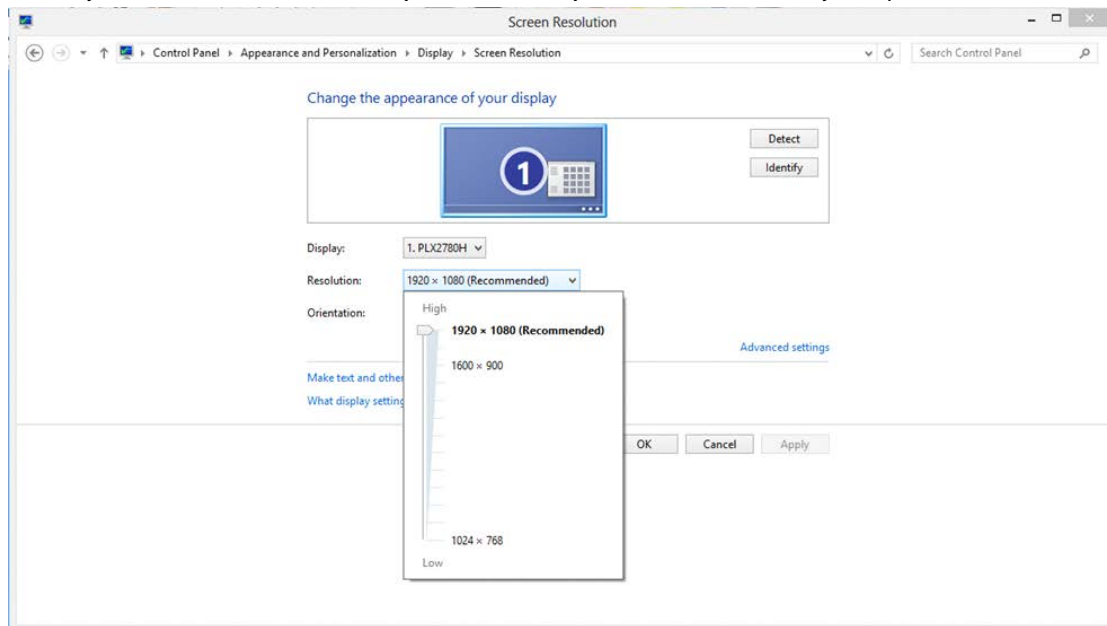 Screen Resolution
Control Panel Appearance and Personalization Display Screen Resolution
Search Control Panel
Change the appearance of your display
1
Detect
Identify
Display:
1. PLX2780H
Resolution:
1920 × 1080 (Recommended)
Orientation:
High
1920 × 1080 (Recommended)
1600 × 900
1024 × 768
Low
Advanced settings
Make text and other
What display setting
OK
Cancel
Apply